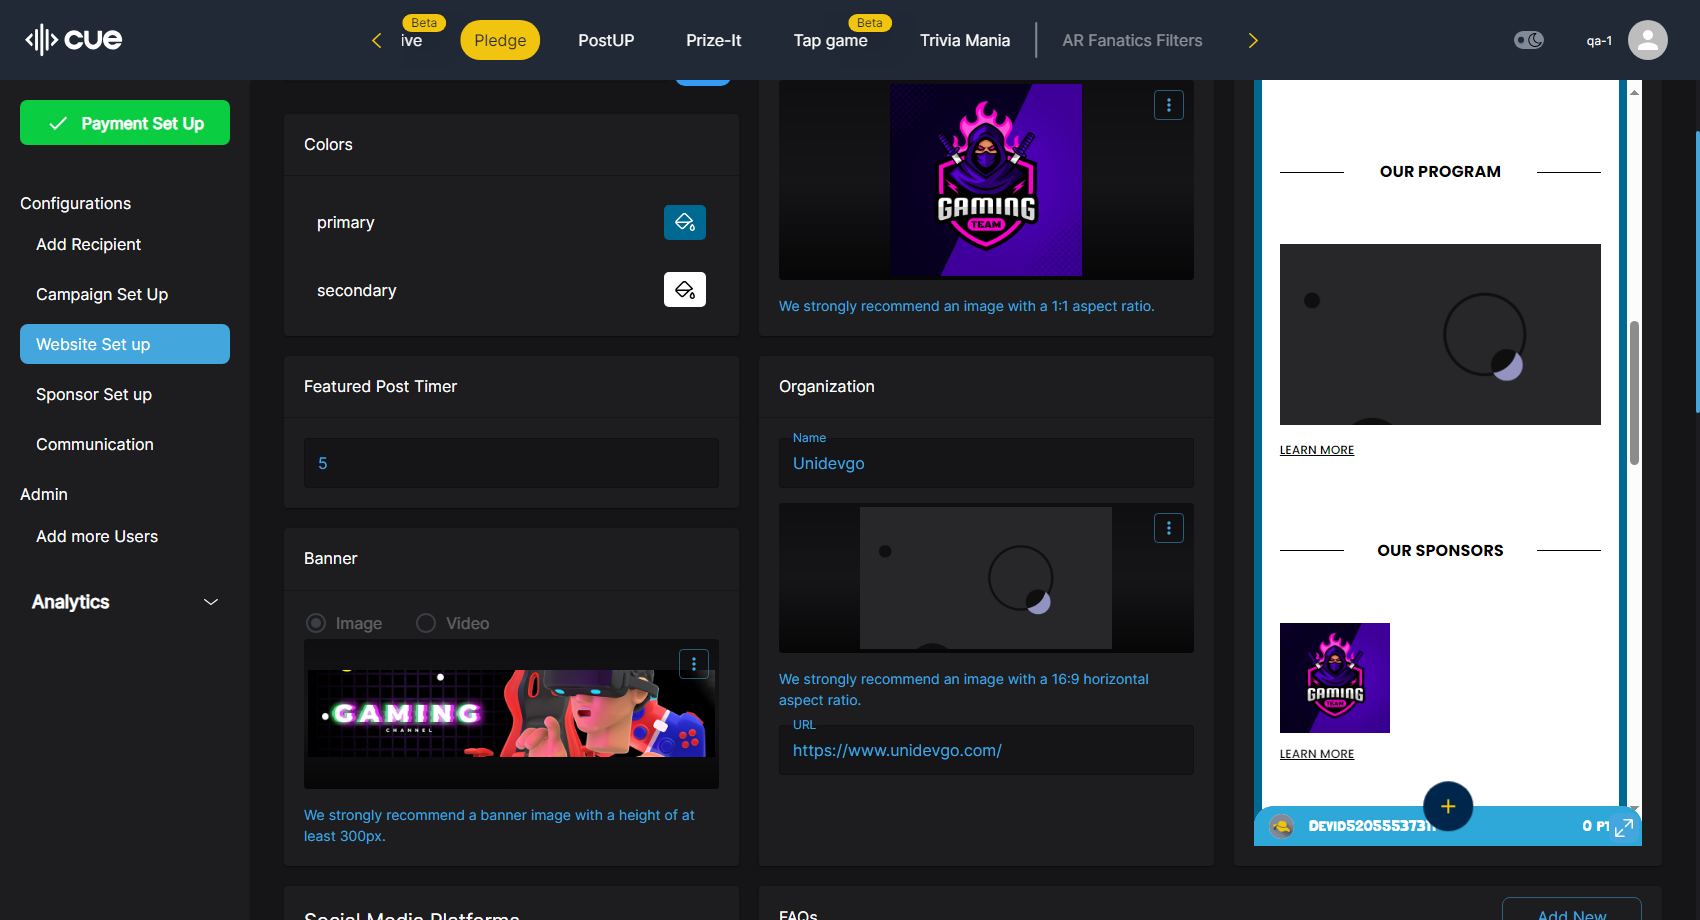 cue
ive
Beta
Pledge
PostUP
Prize-It
Tap game
Beta
Trivia Mania
AR Fanatics Filters
qa-1
Payment Set Up
Configurations
Add Recipient
Campaign Set Up
Website Set up
Sponsor Set up
Communication
Admin
Add more Users
Analytics
Colors
primary
secondary
Featured Post Timer
5
Banner
Image
Video
GAMING
CHANNEL
We strongly recommend a banner image with a height of at
least 300px.
Social Media Platforms
GAMING
TEAM
We strongly recommend an image with a 1:1 aspect ratio.
Organization
Name
Unidevgo
We strongly recommend an image with a 16:9 horizontal
aspect ratio.
URL
https://www.unidevgo.com/
FAQs
Add New
OUR PROGRAM
LEARN MORE
OUR SPONSORS
GAMING
TEAM
LEARN MORE
0 PT